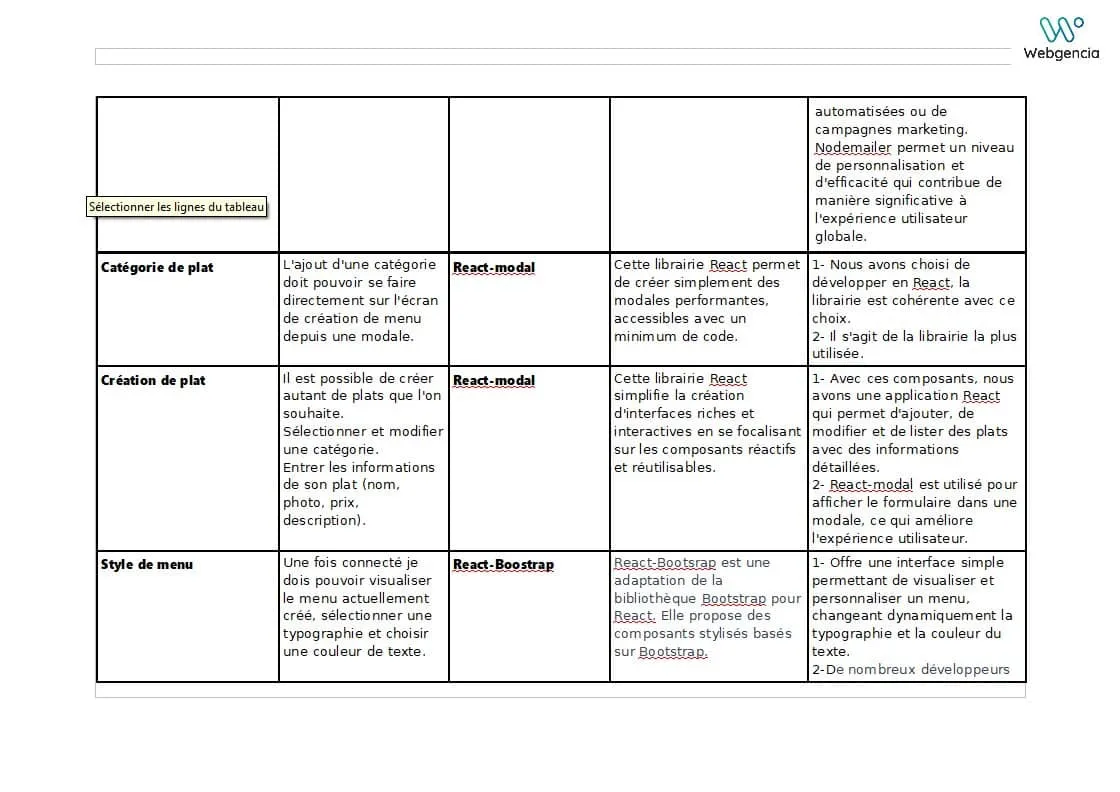 Webgencia
automatisées ou de
campagnes marketing.
Nodemailer permet un niveau
de personnalisation et
d'efficacité qui contribue de
manière significative à
l'expérience utilisateur
globale.
Sélectionner les lignes du tableau
Catégorie de plat
L'ajout d'une catégorie
doit pouvoir se faire
directement sur l'écran
de création de menu
depuis une modale.
React-modal
Cette librairie React permet
de créer simplement des
modales performantes,
accessibles avec un
minimum de code.
1- Nous avons choisi de
développer en React, la
librairie est cohérente avec ce
choix.
2- Il s'agit de la librairie la plus
utilisée.
Création de plat
Il est possible de créer
autant de plats que l'on
souhaite.
Sélectionner et modifier
une catégorie.
Entrer les informations
de son plat (nom,
photo, prix,
description).
React-modal
Cette librairie React
simplifie la création
d'interfaces riches et
interactives en se focalisant
sur les composants réactifs
et réutilisables.
1- Avec ces composants, nous
avons une application React
qui permet d'ajouter, de
modifier et de lister des plats
avec des informations
détaillées.
2- React-modal est utilisé pour
afficher le formulaire dans une
modale, ce qui améliore
l'expérience utilisateur.
Style de menu
Une fois connecté je
dois pouvoir visualiser
le menu actuellement
créé, sélectionner une
typographie et choisir
une couleur de texte.
React-Boostrap
React-Bootsrap est une
adaptation de la
bibliothèque Bootstrap pour
React. Elle propose des
composants stylisés basés
sur Bootstrap.
1- Offre une interface simple
permettant de visualiser et
personnaliser un menu,
changeant dynamiquement la
typographie et la couleur du
texte.
2-De nombreux développeurs